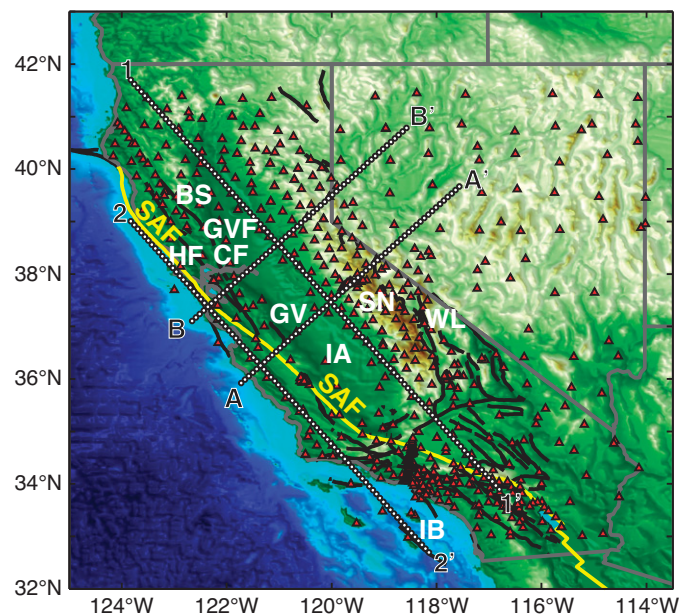 42°N
40°N
38°N
36°N
34°N
32°N
1
B'
A'
BS
2
SAF
GVF
HF CF
SN
WL
B
GV
IA
A
SAF
1'
IB
2'
124°W
122°W
120°W
118°W
116°W
114°W